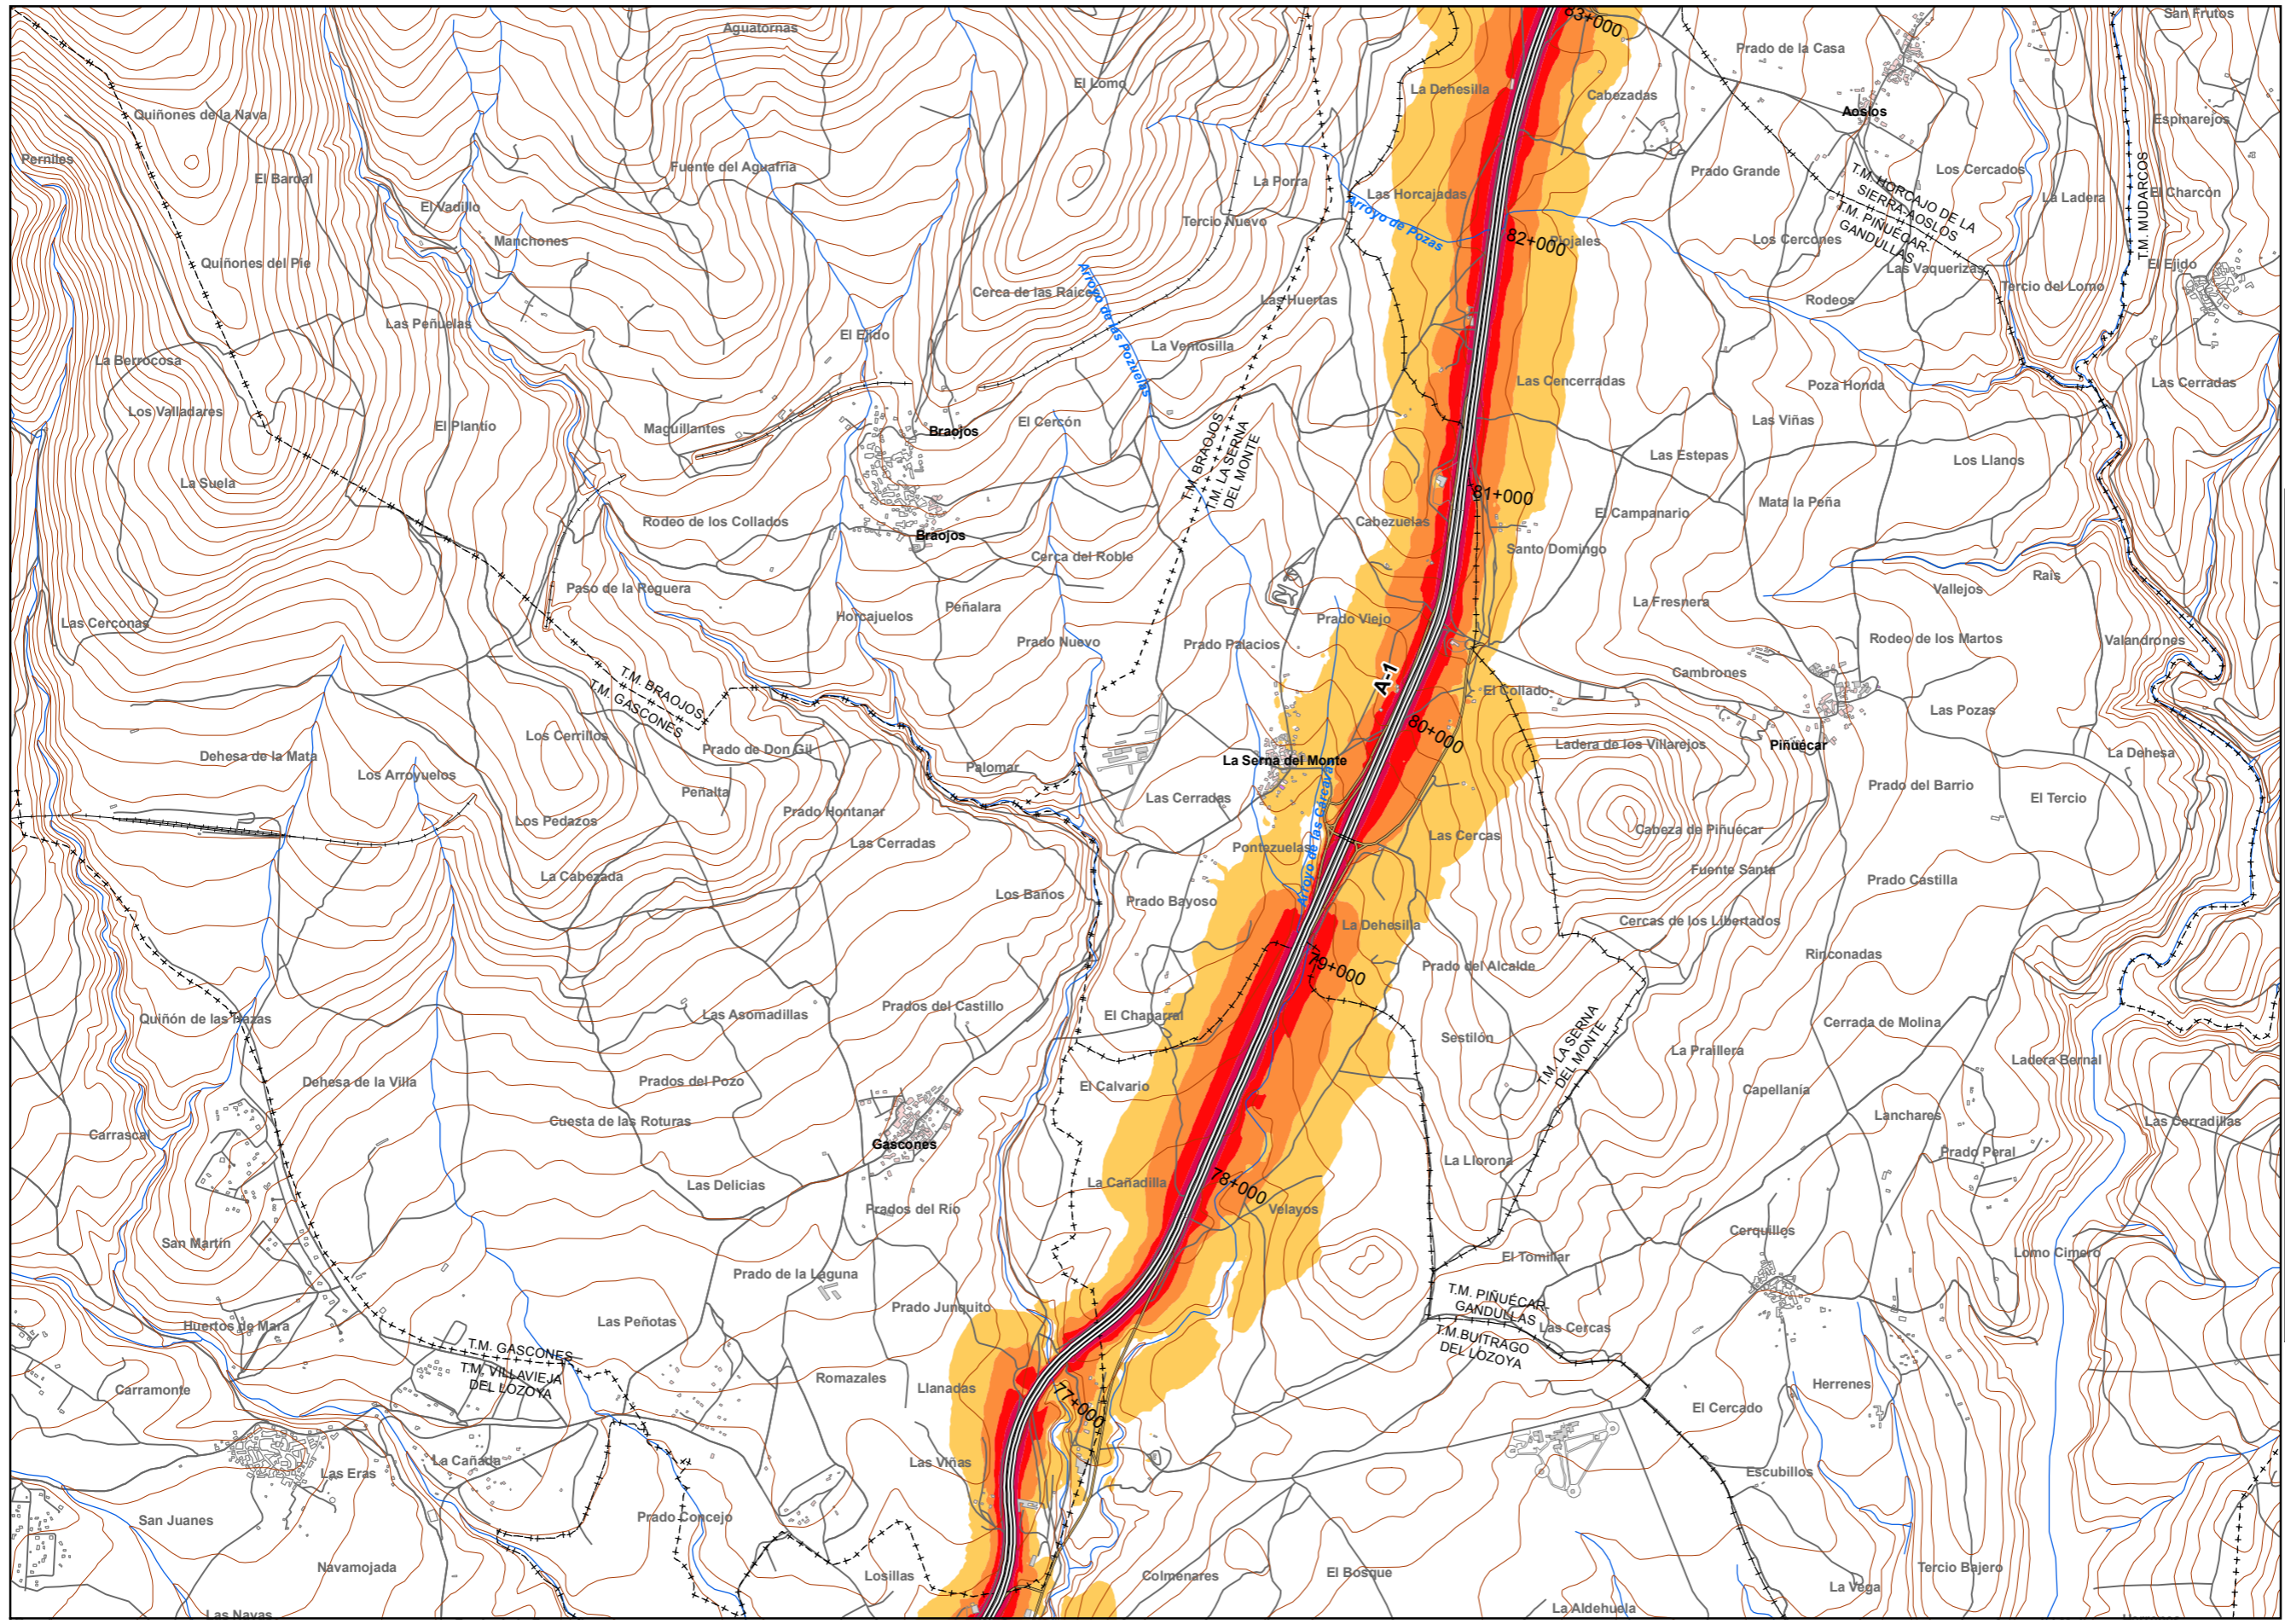 Aguatornas
83+000
San Frutos
Prado de la Casa
El Lomo
La Dehesilla
Cabezadas
Quiñones de la Nava
Aoslos
Espinarejos
Perniles
Fuente del Aguafria
El Bardal
La Porra
Las Horcajadas
Prado Grande
Los Cercados
T.M. HORCAJO DE LA
SIERRA-AOSLOS
T.M. PIÑUÉCAR-
GANDULLAS
La Ladera
T.M. MUDARCOS
El Charcón
El Vadillo
Tercio Nuevo
Arroyo de Pozas
Manchones
82+000
Piojales
Los Cercones
Quiñones del Pie
Las Vaquerizas
El Ejido
Cerca de las Raices
Arroyo de las Pozuelas
Las Huertas
Rodeos
Tercio del Lomo
Las Peñuelas
El Ejido
La Ventosilla
La Berrocosa
Las Cencerradas
Poza Honda
Las Cerradas
Los Valladares
El Plantío
Maguillantes
Braojos
El Cercón
T.M. BRAOJOS
T.M. LA SERNA
DEL MONTE
Las Viñas
Las Estepas
Los Llanos
La Suela
81+000
Mata la Peña
Rodeo de los Collados
Braojos
Cabezuelas
El Campanario
Cerca del Roble
Santo Domingo
Paso de la Reguera
Rais
Vallejos
Peñalara
Horcajuelos
La Fresnera
Las Cerconas
Prado Viejo
Prado Nuevo
Prado Palacios
Rodeo de los Martos
Valandrones
T.M. BRAOJOS
T.M. GASCONES
A-1
Cambrones
El Collado
Las Pozas
80+000
Los Cerrillos
Prado de Don Gil
Ladera de los Villarejos
Piñuécar
La Dehesa
Dehesa de la Mata
Los Arroyuelos
Palomar
La Serna del Monte
Peñalta
Las Cerradas
Prado del Barrio
El Tercio
Prado Hontanar
Los Pedazos
Arroyo de las Cárcavas
Las Cercas
Cabeza de Piñuécar
Las Cerradas
Pontezuelas
La Cabezada
Fuente Santa
Prado Castilla
Los Baños
Prado Bayoso
La Dehesilla
Cercas de los Libertados
79+000
Prado del Alcalde
Rinconadas
Prados del Castillo
Las Asomadillas
El Chaparral
Sestilón
T.M. LA SERNA
DEL MONTE
Cerrada de Molina
La Praillera
Ladera Bernal
Dehesa de la Villa
Prados del Pozo
El Calvario
Capellanía
Cuesta de las Roturas
Lanchares
Las Cerradillas
Carrascal
Gascones
Prado Peral
La Llorona
Las Delicias
La Cañadilla
78+000
Velayos
Prados del Río
San Martín
Cerquillos
El Tomillar
Lomo Cimero
Prado de la Laguna
T.M. PIÑUÉCAR-
GANDULLAS
T.M.BUITRAGO
DEL LOZOYA
Prado Junquito
Las Peñotas
Huertos de Mara
Las Cercas
T.M. GASCONES
T.M. VILLAVIEJA
DEL LOZOYA
Romazales
Llanadas
77+000
Carramonte
Herrenes
El Cercado
Las Viñas
La Cañada
Las Eras
Escubillos
San Juanes
Prado Concejo
Navamojada
Losillas
Colmenares
El Bosque
Tercio Bajero
La Vega
La Aldehuela
Las Navas